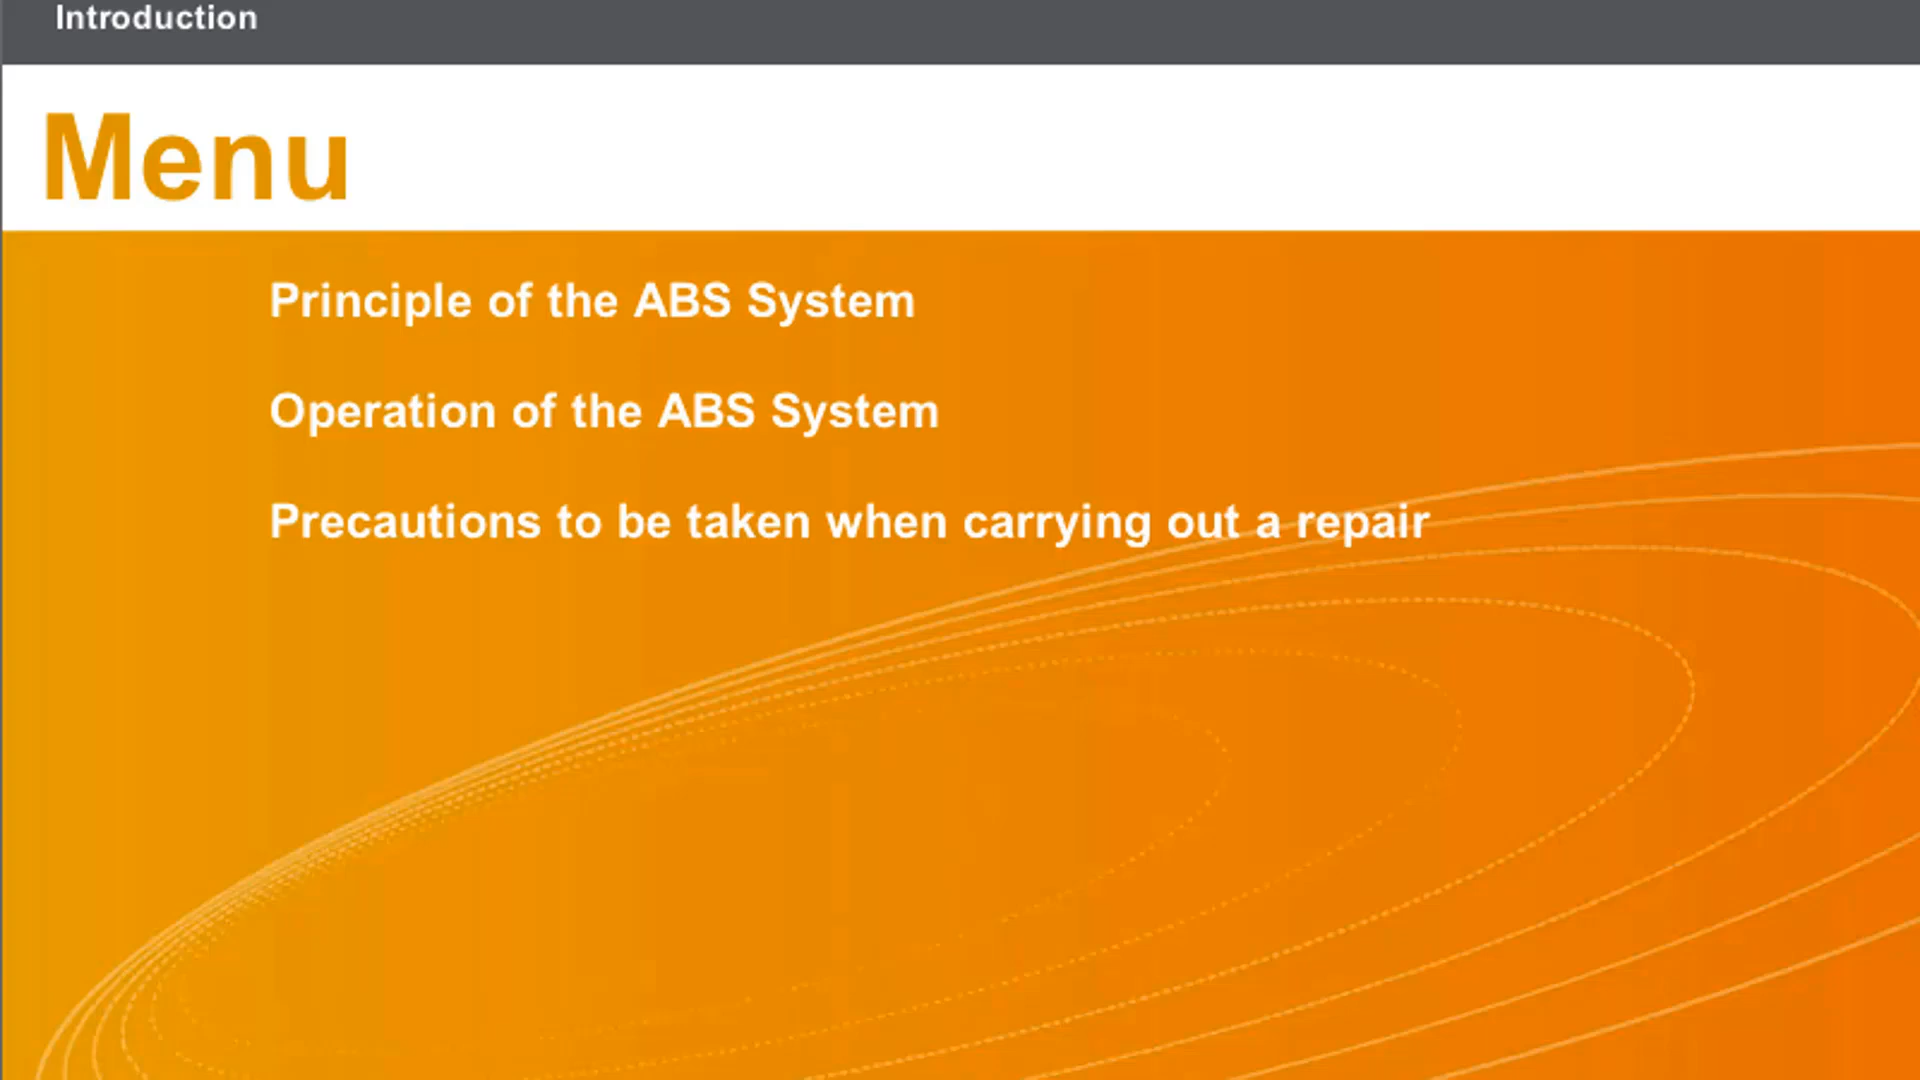 Introduction
Menu
Principle of the ABS System
Operation of the ABS System
Precautions to be taken when carrying out a repair